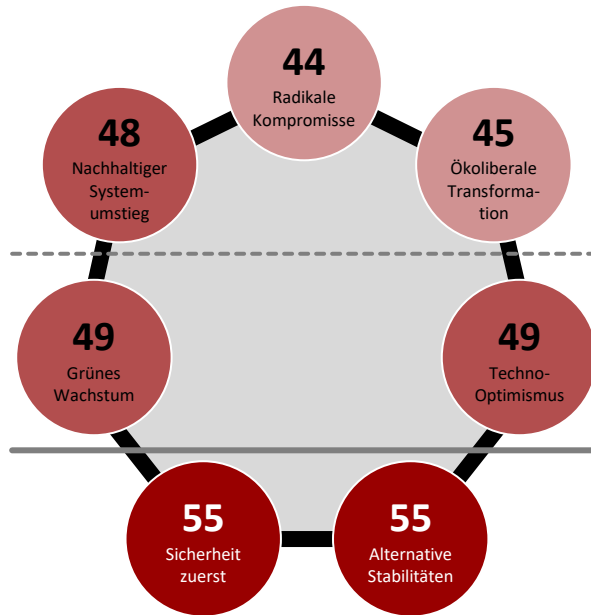 44
Radikale
Kompromisse
48
Nachhaltiger
System-
umstieg
45
Ökoliberale
Transforma-
tion
49
Grünes
Wachstum
49
Techno-
Optimismus
55
Sicherheit
zuerst
55
Alternative
Stabilitäten